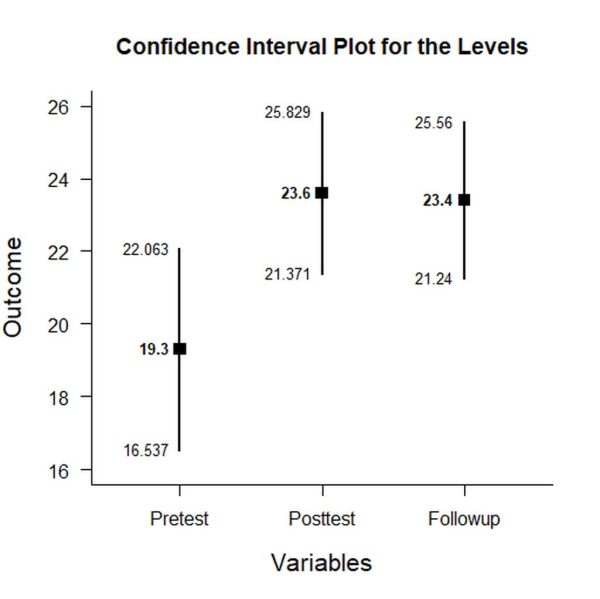 Confidence Interval Plot for the Levels
Outcome
26
24
22
20
18
16
25.829
25.56
23.6
23.4
22.063
21.371
21.24
19.3
16.537
Pretest
Posttest
Followup
Variables